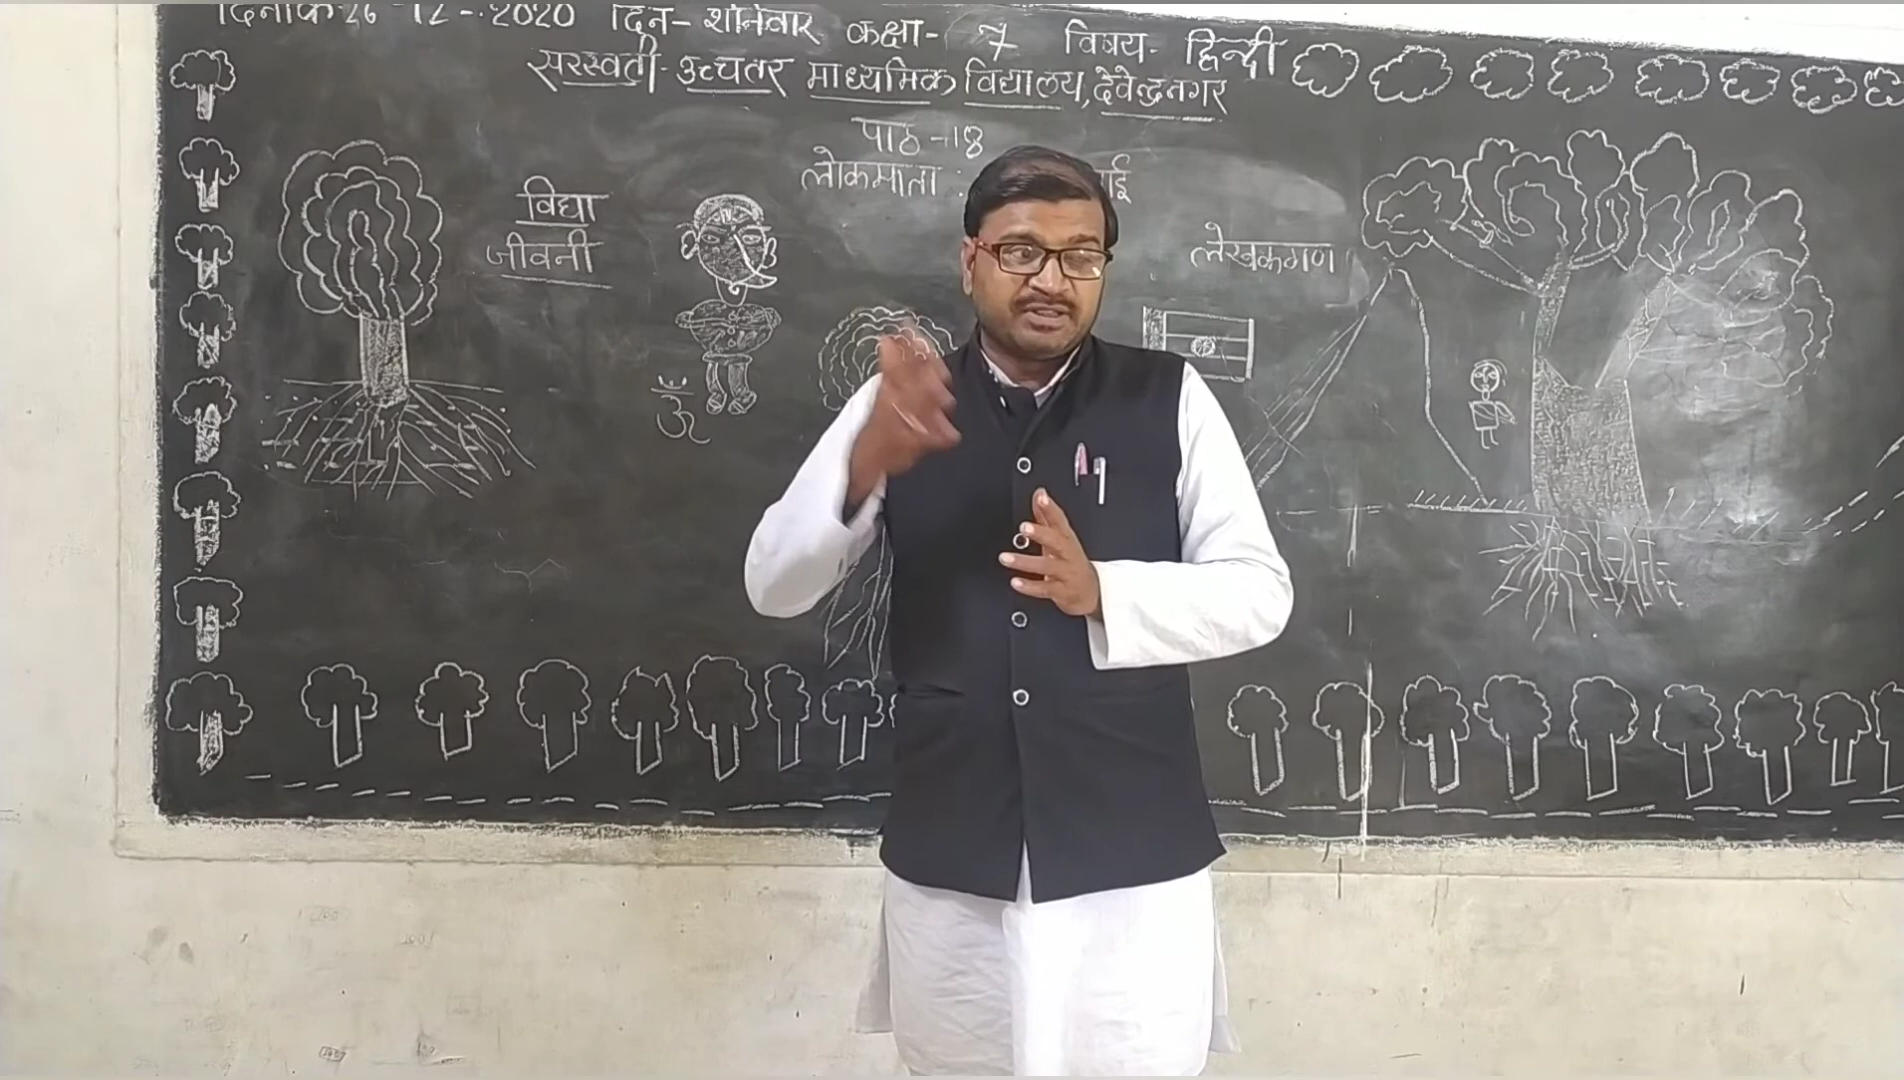 दिनांक 26-12-2020 दिन- शनिवार कक्षा- 7 विषय- हिन्दी
सरस्वती- उच्चतर माध्यमिक विद्यालय, देवेन्द्रनगर
पाठ-18
लोकमाता :
विद्या
जीवनी
लेखकगण
ॐ